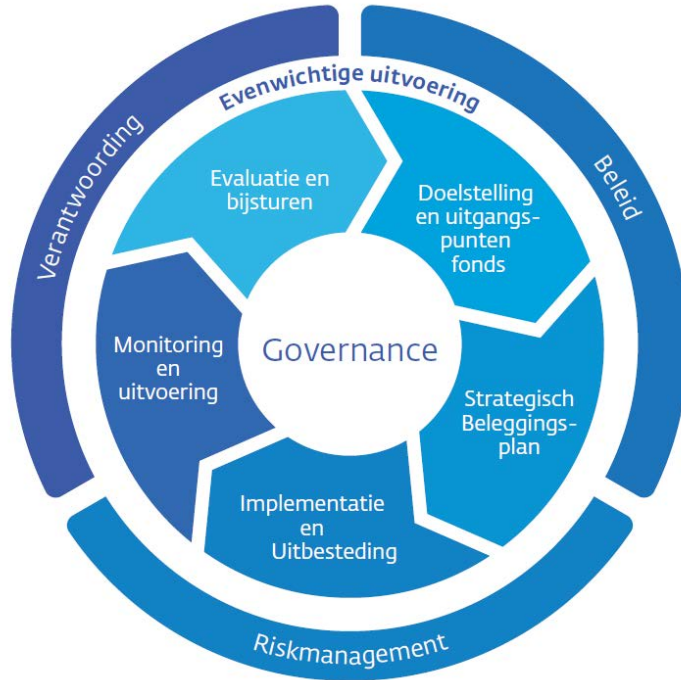 Evenwichtige uitvoering
Verantwoording
Beleid
Evaluatie en
bijsturen
Doelstelling
en uitgangs-
punten
fonds
Monitoring
en
uitvoering
Governance
Strategisch
Beleggings-
plan
Implementatie
en
Uitbesteding
Riskmanagement